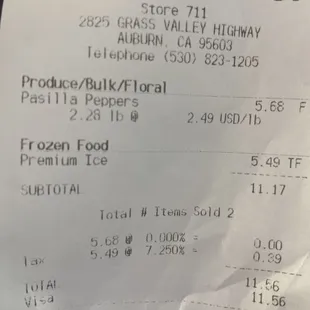 Store 711
2825 GRASS VALLEY HIGHWAY
AUBURN, CA 95603
Telephone (530) 823-1205
Produce/Bulk/Floral
Pasilla Peppers 5.68 F
2.28 lb @ 2.49 USD/lb
Frozen Food
Premium Ice 5.49 TF
SUBTOTAL 11.17
Total # Items Sold 2
5.68 @ 0.000% = 0.00
5.49 @ 7.250% =
Tax 0.39
TOTAL 11.56
Visa 11.56